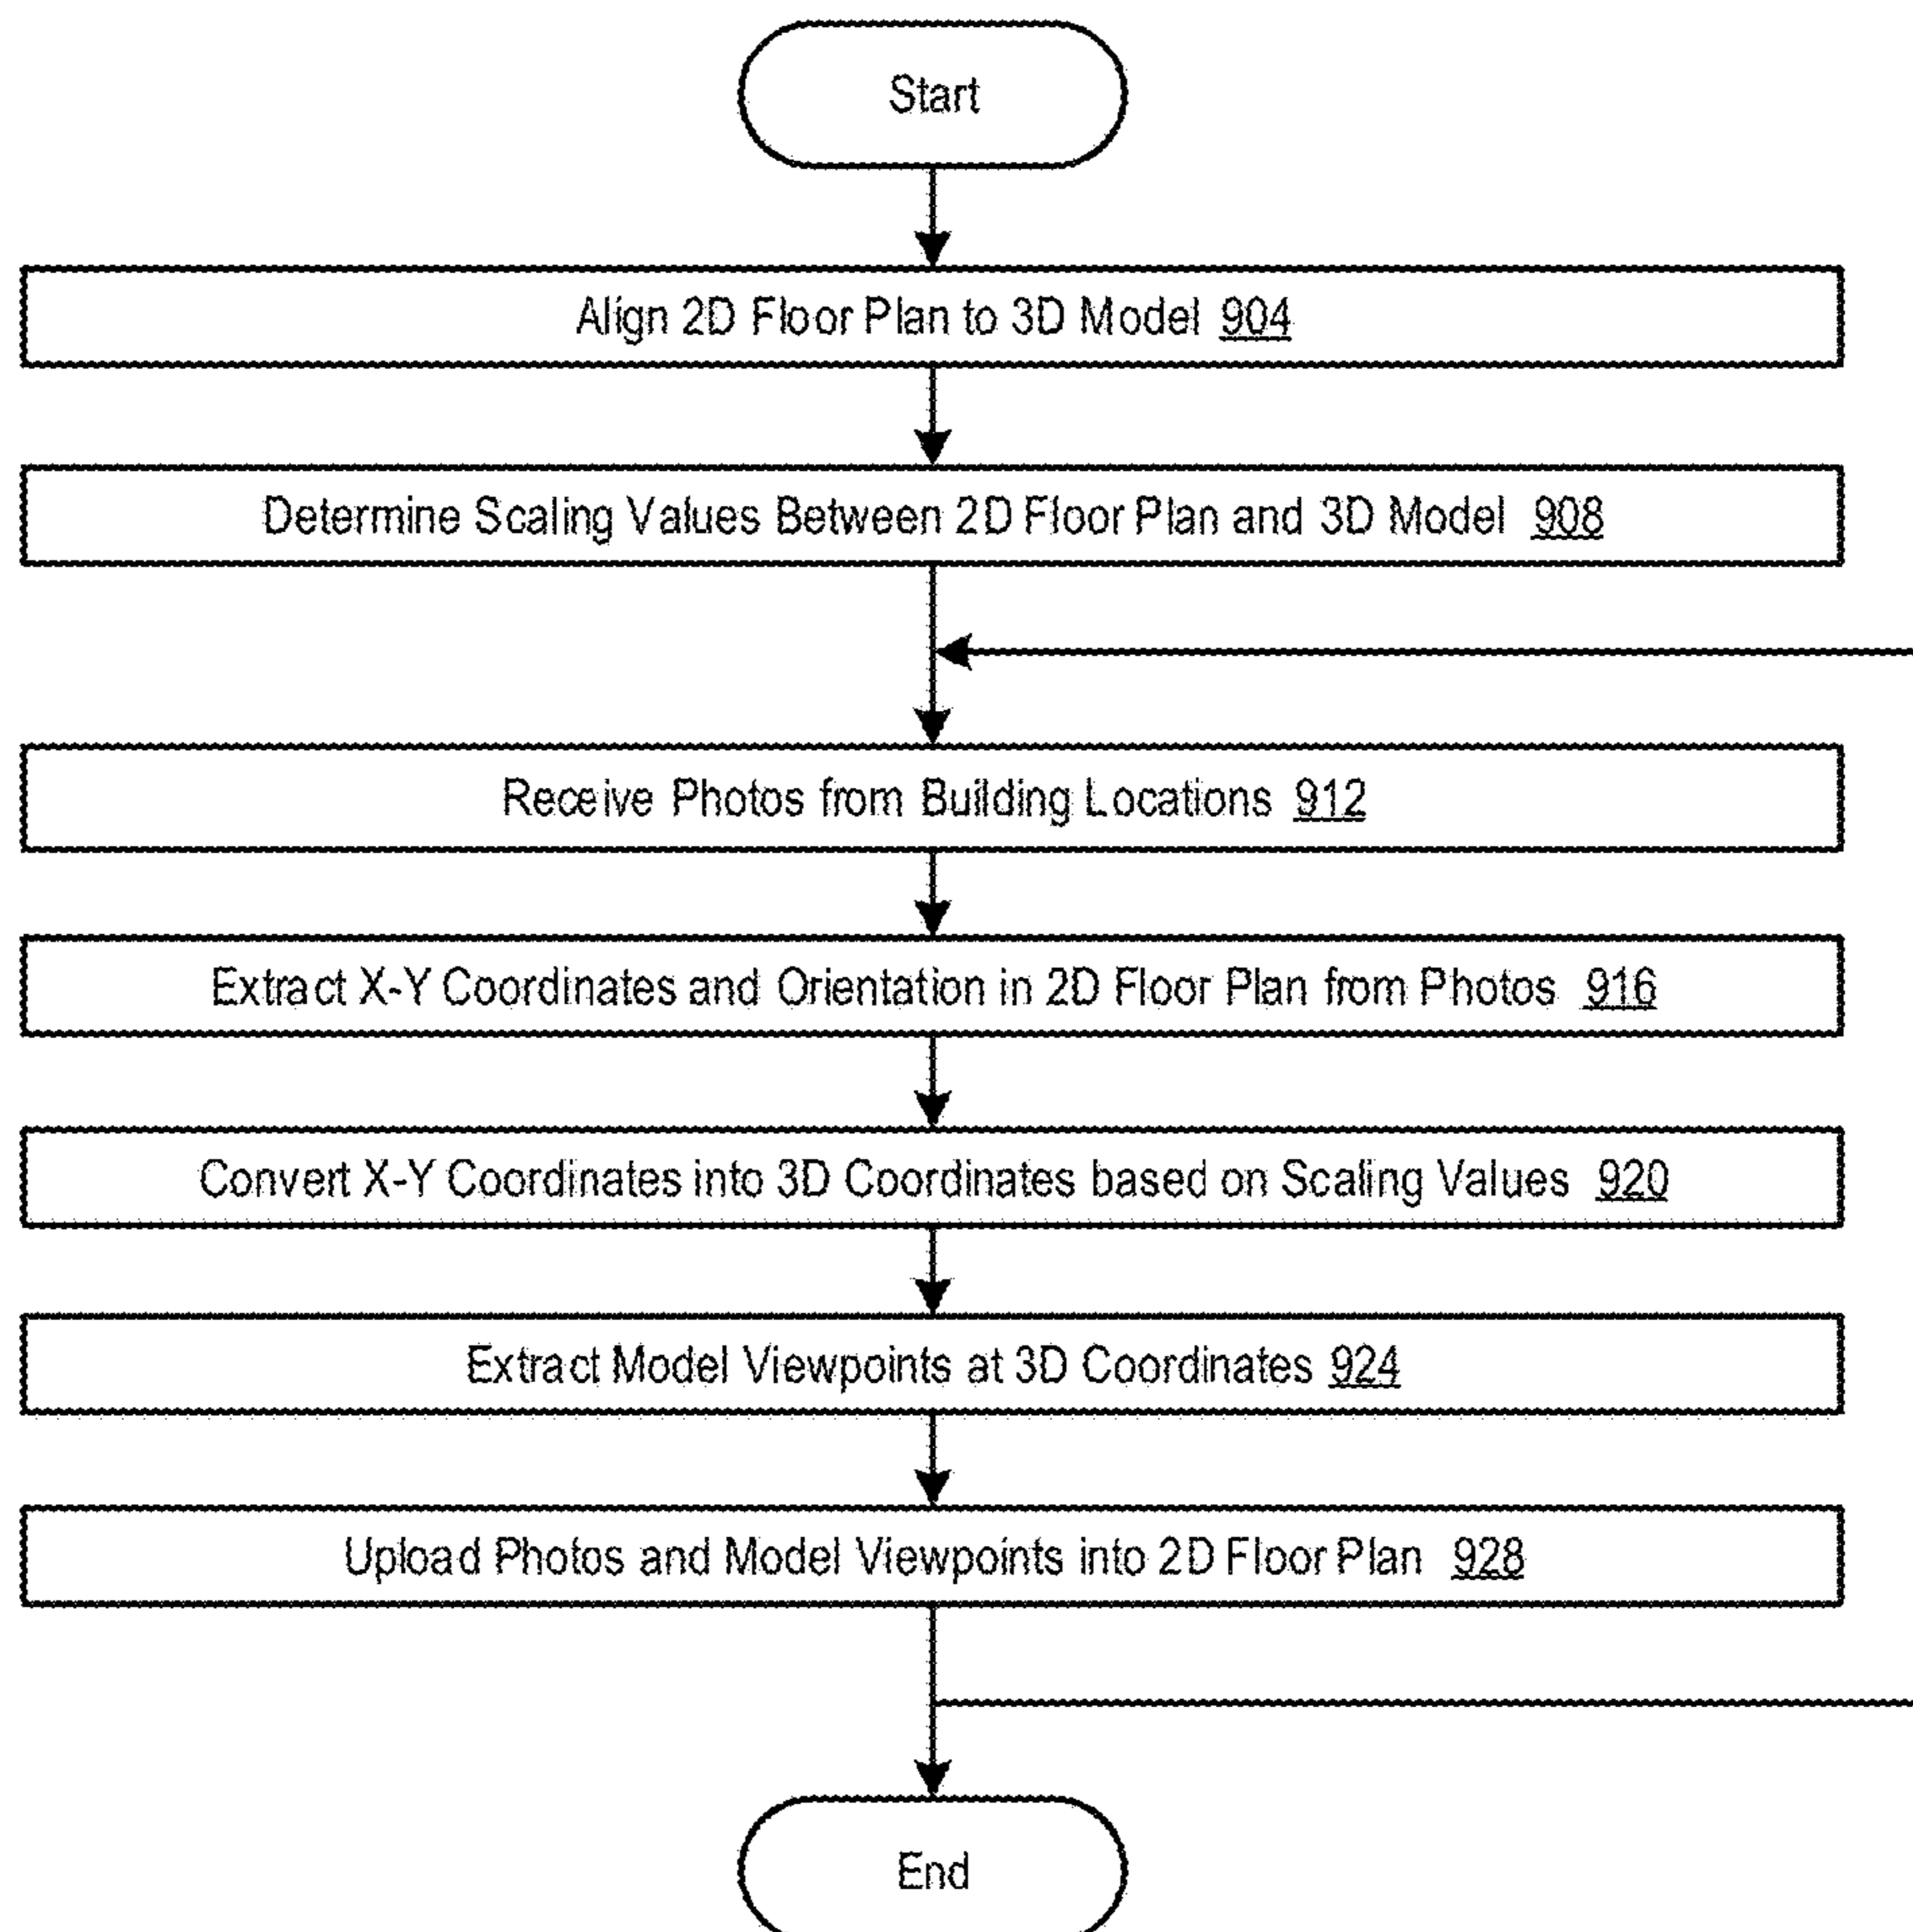 Start
Align 2D Floor Plan to 3D Model 904
Determine Scaling Values Between 2D Floor Plan and 3D Model 908
Receive Photos from Building Locations 912
Extract X-Y Coordinates and Orientation in 2D Floor Plan from Photos 916
Convert X-Y Coordinates into 3D Coordinates based on Scaling Values 920
Extract Model Viewpoints at 3D Coordinates 924
Upload Photos and Model Viewpoints into 2D Floor Plan 928
End